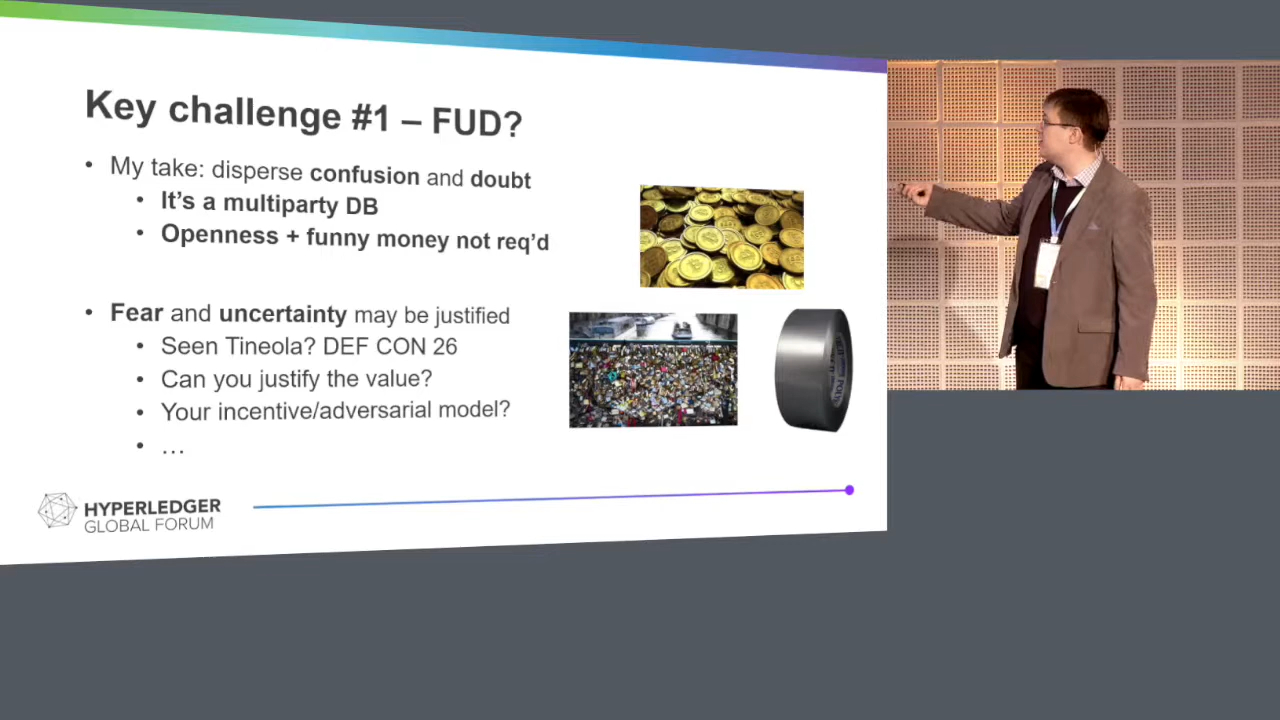 Key challenge #1 – FUD?
• My take: disperse confusion and doubt
• It's a multiparty DB
• Openness + funny money not req'd
• Fear and uncertainty may be justified
• Seen Tineola? DEF CON 26
• Can you justify the value?
• Your incentive/adversarial model?
• …
HYPERLEDGER
GLOBAL FORUM